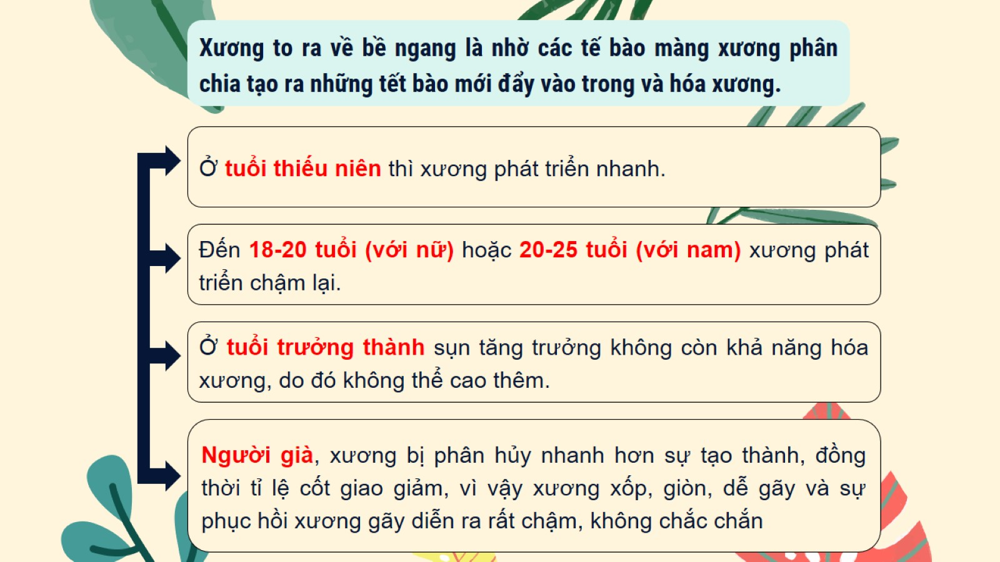 Xương to ra về bề ngang là nhờ các tế bào màng xương phân
chia tạo ra những tết bào mới đẩy vào trong và hóa xương.
Ở tuổi thiếu niên thì xương phát triển nhanh.
Đến 18-20 tuổi (với nữ) hoặc 20-25 tuổi (với nam) xương phát
triển chậm lại.
Ở tuổi trưởng thành sụn tăng trưởng không còn khả năng hóa
xương, do đó không thể cao thêm.
Người già, xương bị phân hủy nhanh hơn sự tạo thành, đồng
thời tỉ lệ cốt giao giảm, vì vậy xương xốp, giòn, dễ gãy và sự
phục hồi xương gãy diễn ra rất chậm, không chắc chắn